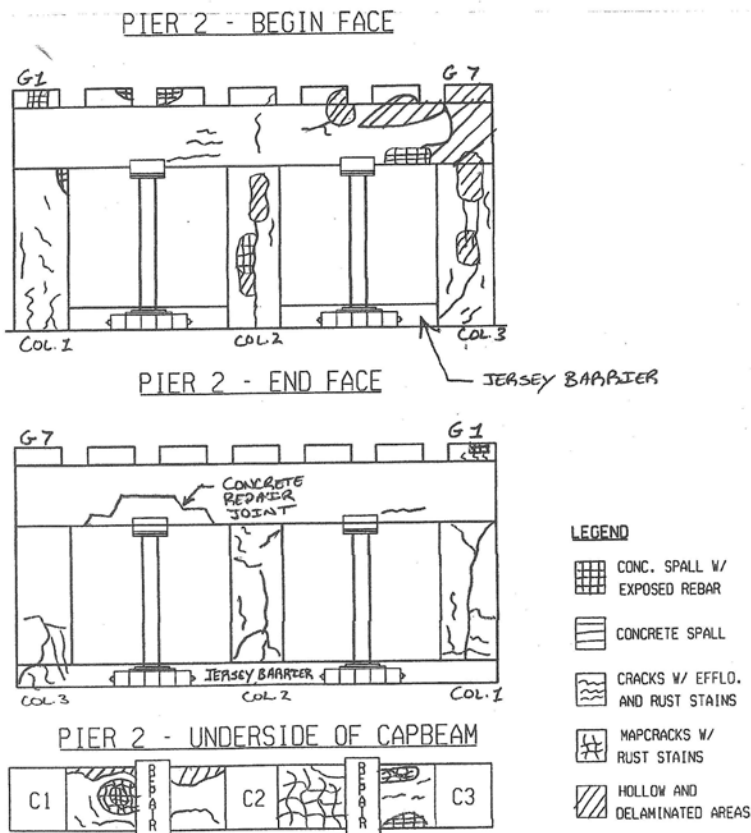 PIER 2 - BEGIN FACE
G1
G7
COL.1
COL.2
COL.3
JERSEY BARRIER
PIER 2 - END FACE
G7
G1
CONCRETE
REPAIR
JOINT
JERSEY BARRIER
COL.3
COL.2
COL.1
LEGEND
CONC. SPALL W/
EXPOSED REBAR
CONCRETE SPALL
CRACKS W/ EFFLO.
AND RUST STAINS
MAPCRACKS W/
RUST STAINS
HOLLOW AND
DELAMINATED AREAS
PIER 2 - UNDERSIDE OF CAPBEAM
C1
REPAIR
C2
REPAIR
C3